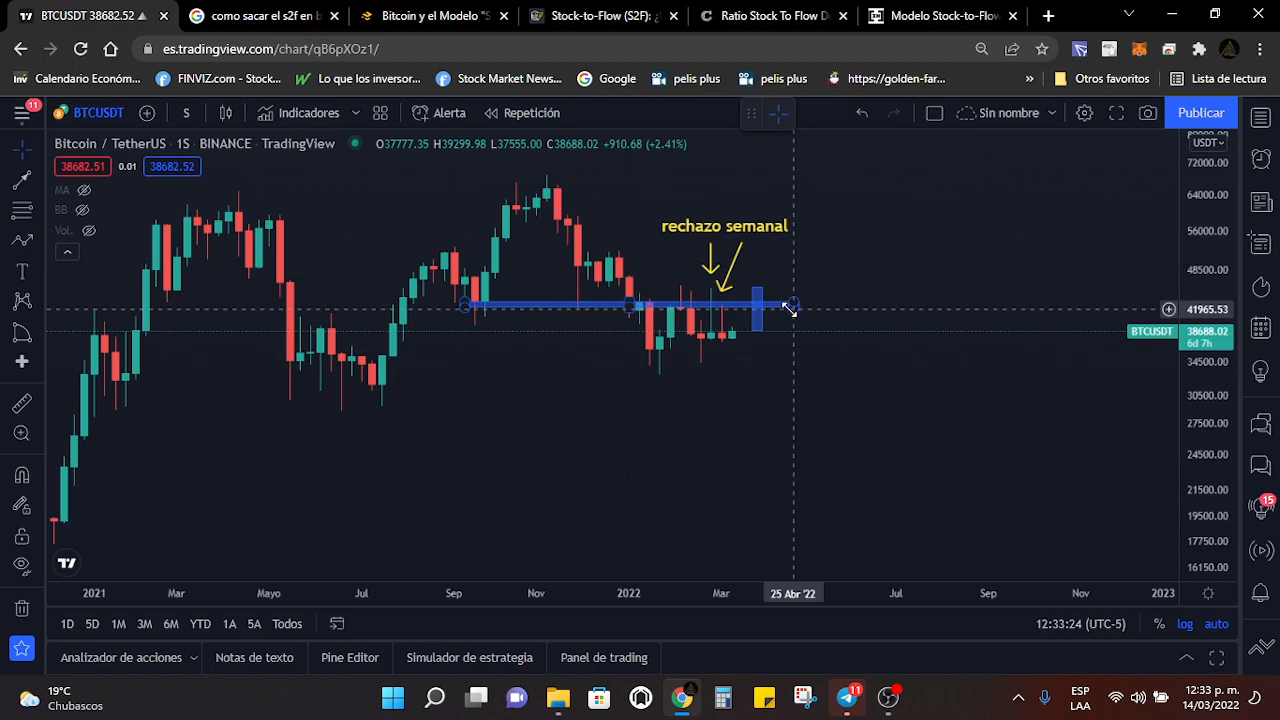 BTCUSDT 38682.52
como sacar el s2f en b
Bitcoin y el Modelo "S
Stock-to-Flow (S2F): ¿
Ratio Stock To Flow D
Modelo Stock-to-Flow
es.tradingview.com/chart/qB6pXOz1/
Calendario Económ...
FINVIZ.com - Stock...
Lo que los inversor...
Stock Market News...
Google
pelis plus
pelis plus
https://golden-far...
»
Otros favoritos
Lista de lectura
11
BTCUSDT
S
Indicadores
Alerta
Repetición
Sin nombre
Publicar
Bitcoin / TetherUS · 1S · BINANCE · TradingView
O37777.35 H39299.98 L37555.00 C38688.02 +910.68 (+2.41%)
38682.51
0.01
38682.52
MA
BB
Vol.
rechazo semanal
USDT
72000.00
64000.00
56000.00
48500.00
41965.53
BTCUSDT
38688.02
6d 7h
34500.00
30500.00
27500.00
24500.00
21500.00
19500.00
17750.00
16150.00
15
2021
Mar
Mayo
Jul
Sep
Nov
2022
Mar
25 Abr '22
Jul
Sep
Nov
2023
1D 5D 1M 3M 6M YTD 1A 5A Todos
12:33:24 (UTC-5)
%
log
auto
Analizador de acciones
Notas de texto
Pine Editor
Simulador de estrategia
Panel de trading
19°C
Chubascos
11
ESP
LAA
12:33 p. m.
14/03/2022